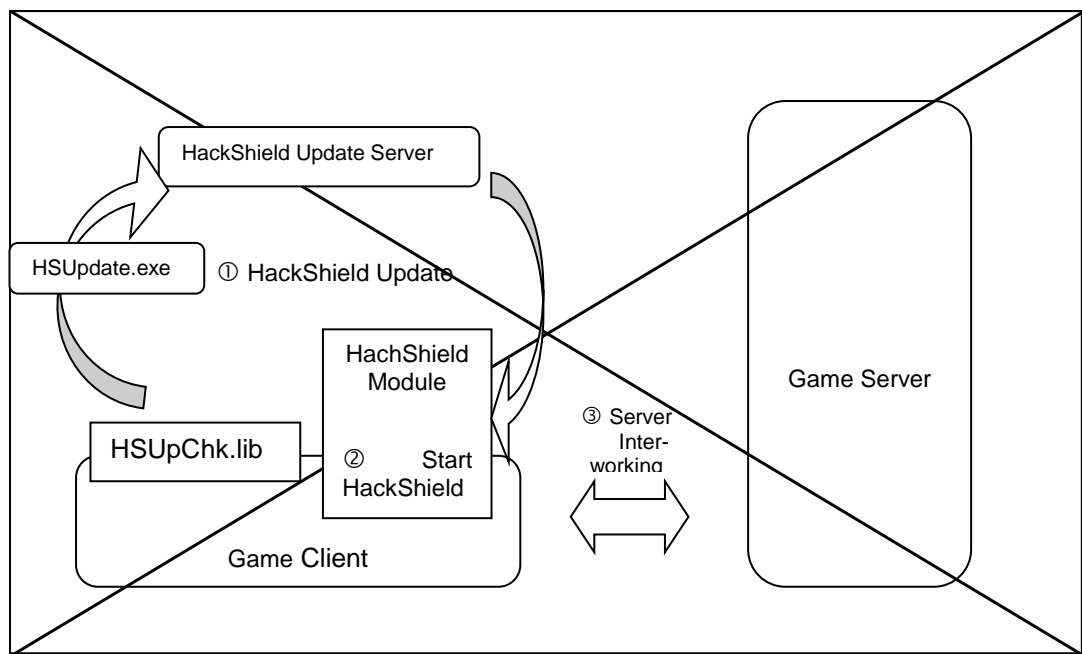 HackShield Update Server
HSUpdate.exe
① HackShield Update
HachShield
Module
HSUpChk.lib
② Start
HackShield
Game Client
③ Server
Inter-
working
Game Server